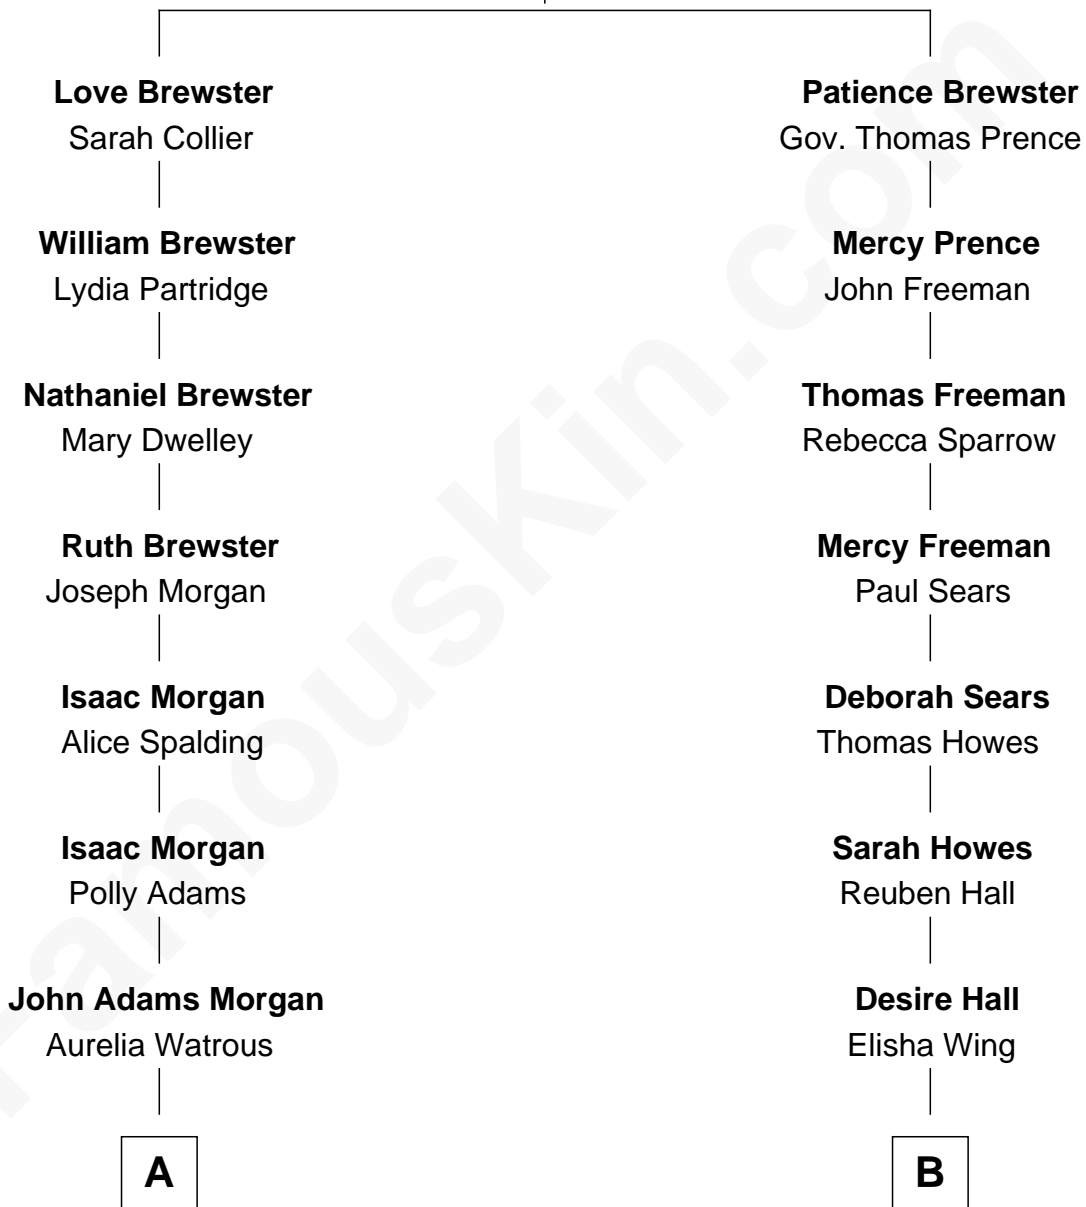 Love Brewster
Sarah Collier
William Brewster
Lydia Partridge
Nathaniel Brewster
Mary Dwelley
Ruth Brewster
Joseph Morgan
Isaac Morgan
Alice Spalding
Isaac Morgan
Polly Adams
John Adams Morgan
Aurelia Watrous
A
Patience Brewster
Gov. Thomas Prence
Mercy Prence
John Freeman
Thomas Freeman
Rebecca Sparrow
Mercy Freeman
Paul Sears
Deborah Sears
Thomas Howes
Sarah Howes
Reuben Hall
Desire Hall
Elisha Wing
B
FamousKin.com